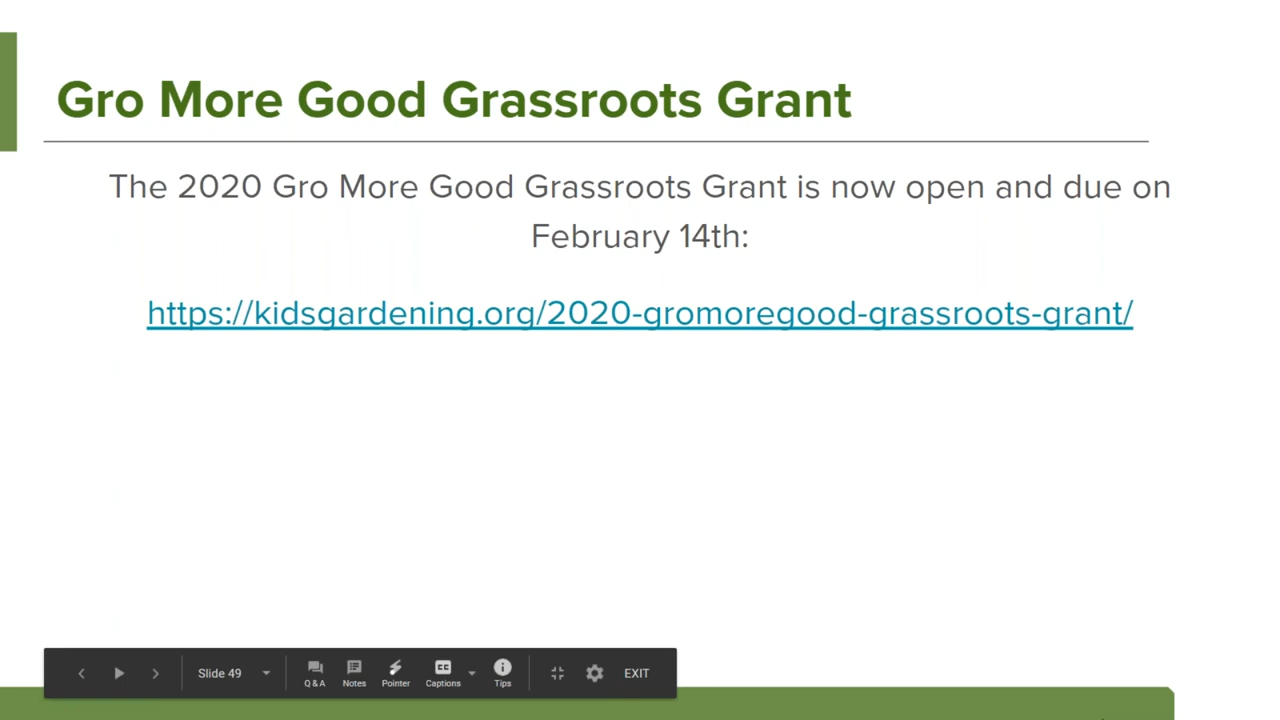 Gro More Good Grassroots Grant
The 2020 Gro More Good Grassroots Grant is now open and due on
February 14th:
https://kidsgardening.org/2020-gromoregood-grassroots-grant/
Slide 49
Q & A
Notes
Pointer
CC
Captions
Tips
EXIT